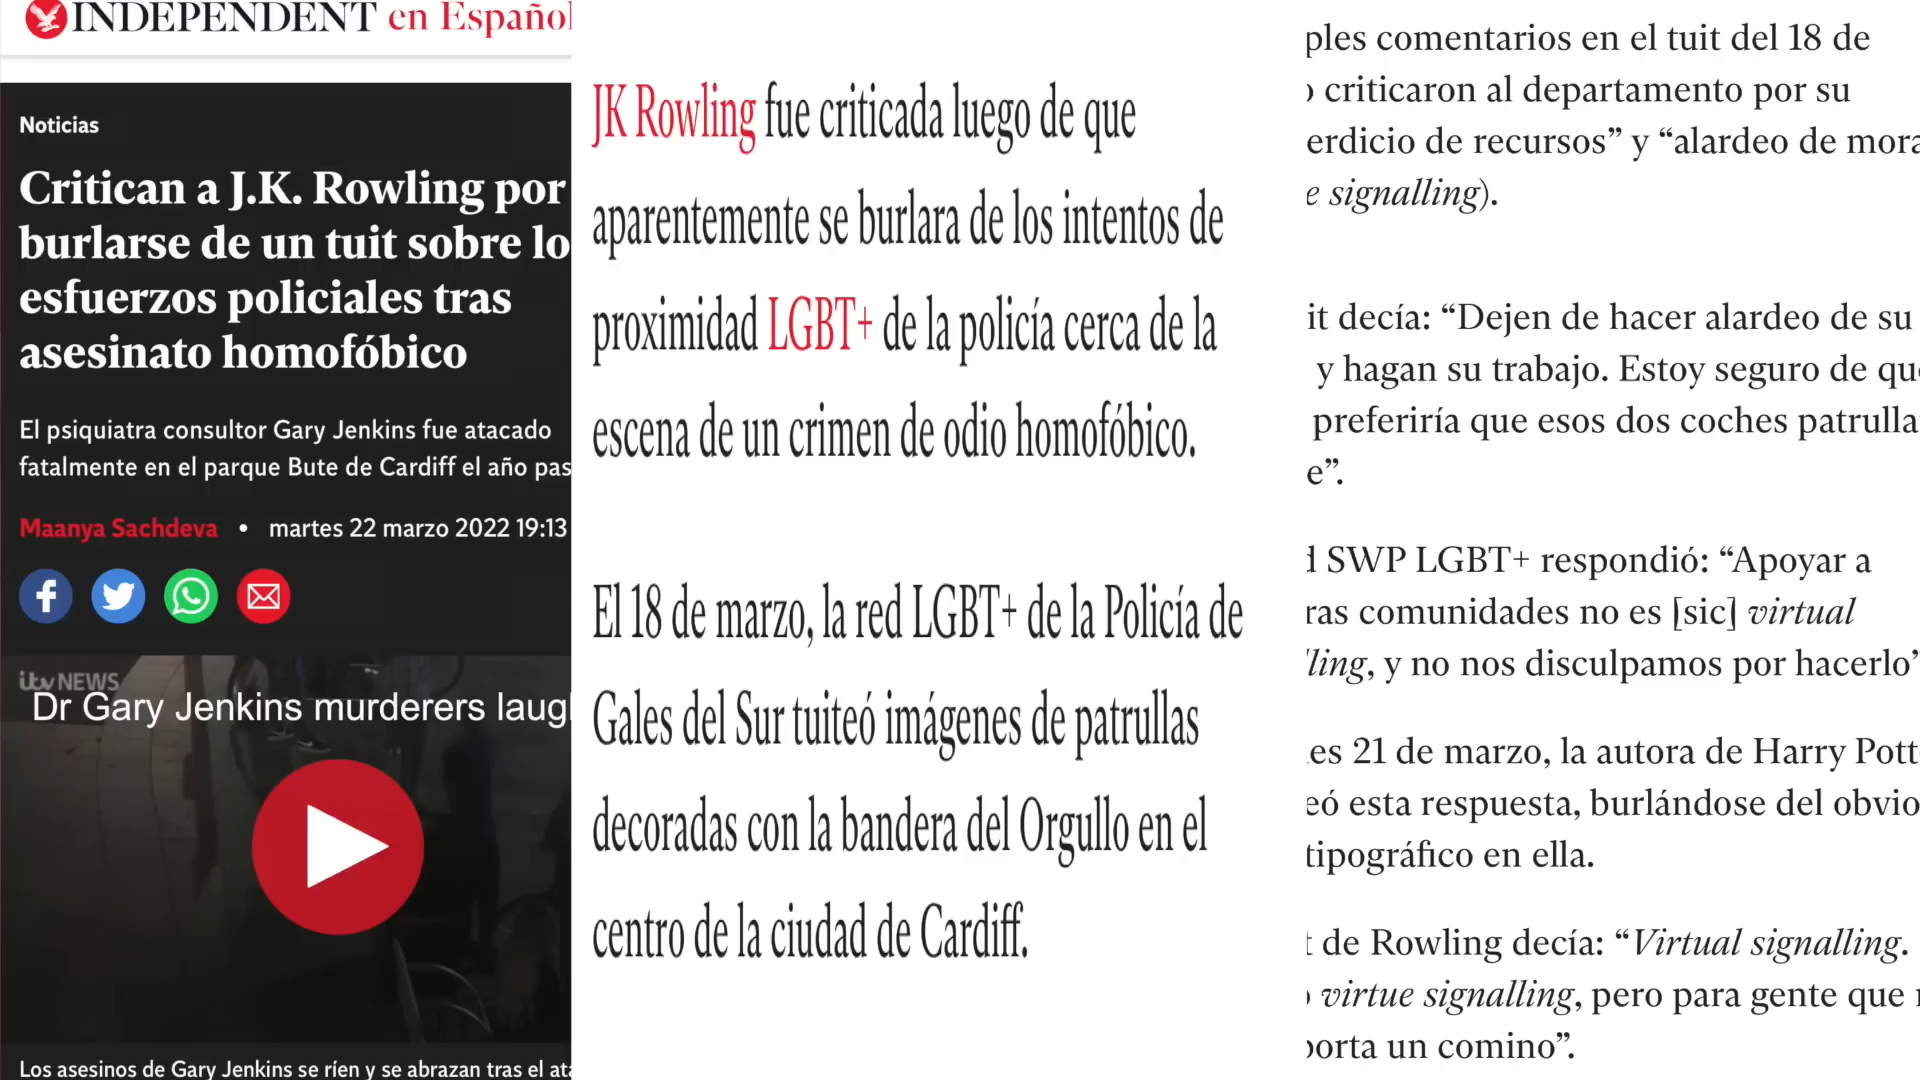 INDEPENDENT en Español
Noticias
Critican a J.K. Rowling por
burlarse de un tuit sobre lo
esfuerzos policiales tras
asesinato homofóbico
El psiquiatra consultor Gary Jenkins fue atacado
fatalmente en el parque Bute de Cardiff el año pas
Maanya Sachdeva • martes 22 marzo 2022 19:13
itv NEWS
Dr Gary Jenkins murderers laugh
Los asesinos de Gary Jenkins se ríen y se abrazan tras el ata
JK Rowling fue criticada luego de que
aparentemente se burlara de los intentos de
proximidad LGBT+ de la policía cerca de la
escena de un crimen de odio homofóbico.
El 18 de marzo, la red LGBT+ de la Policía de
Gales del Sur tuiteó imágenes de patrullas
decoradas con la bandera del Orgullo en el
centro de la ciudad de Cardiff.
ples comentarios en el tuit del 18 de
criticaron al departamento por su
erdicio de recursos” y “alardeo de mora
e signalling).
it decía: “Dejen de hacer alardeo de su
y hagan su trabajo. Estoy seguro de que
preferiría que esos dos coches patrulla
e”.
d SWP LGBT+ respondió: “Apoyar a
ras comunidades no es [sic] virtual
lling, y no nos disculpamos por hacerlo”
es 21 de marzo, la autora de Harry Pott
eó esta respuesta, burlándose del obvio
tipográfico en ella.
t de Rowling decía: “Virtual signalling.
virtue signalling, pero para gente que
porta un comino”.